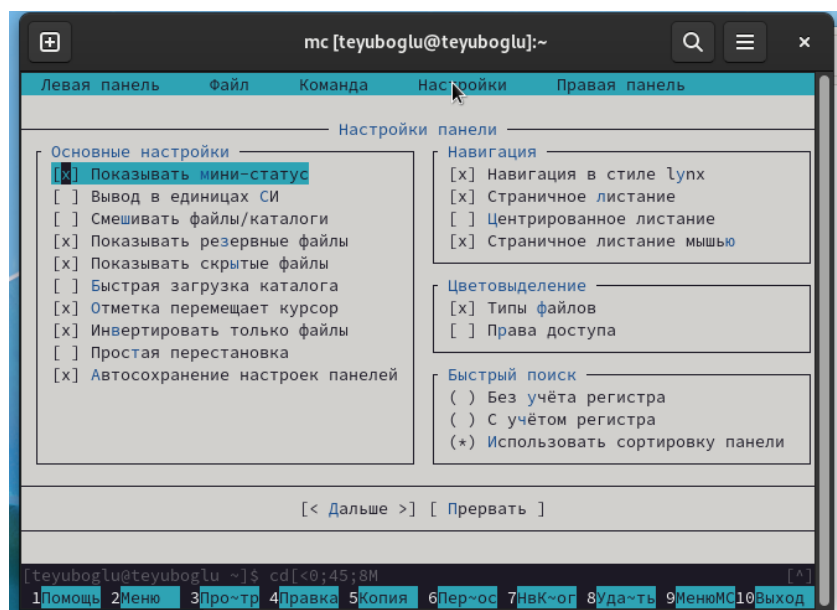 mc [teyuboglu@teyuboglu]:~
Левая панель Файл Команда Настройки Правая панель
Настройки панели
Основные настройки
[x] Показывать мини-статус
[ ] Вывод в единицах СИ
[ ] Смешивать файлы/каталоги
[x] Показывать резервные файлы
[x] Показывать скрытые файлы
[ ] Быстрая загрузка каталога
[x] Отметка перемещает курсор
[x] Инвертировать только файлы
[ ] Простая перестановка
[x] Автосохранение настроек панелей
Навигация
[x] Навигация в стиле lynx
[x] Страничное листание
[ ] Центрированное листание
[x] Страничное листание мышью
Цветовыделение
[x] Типы файлов
[ ] Права доступа
Быстрый поиск
( ) Без учёта регистра
( ) С учётом регистра
(*) Использовать сортировку панели
[< Дальше >] [ Прервать ]
[teyuboglu@teyuboglu ~]$ cd[<0;45;8M [^]
1Помощь 2Меню 3Про~тр 4Правка 5Копия 6Пер~ос 7НвК~ог 8Уда~ть 9МенюMC10Выход